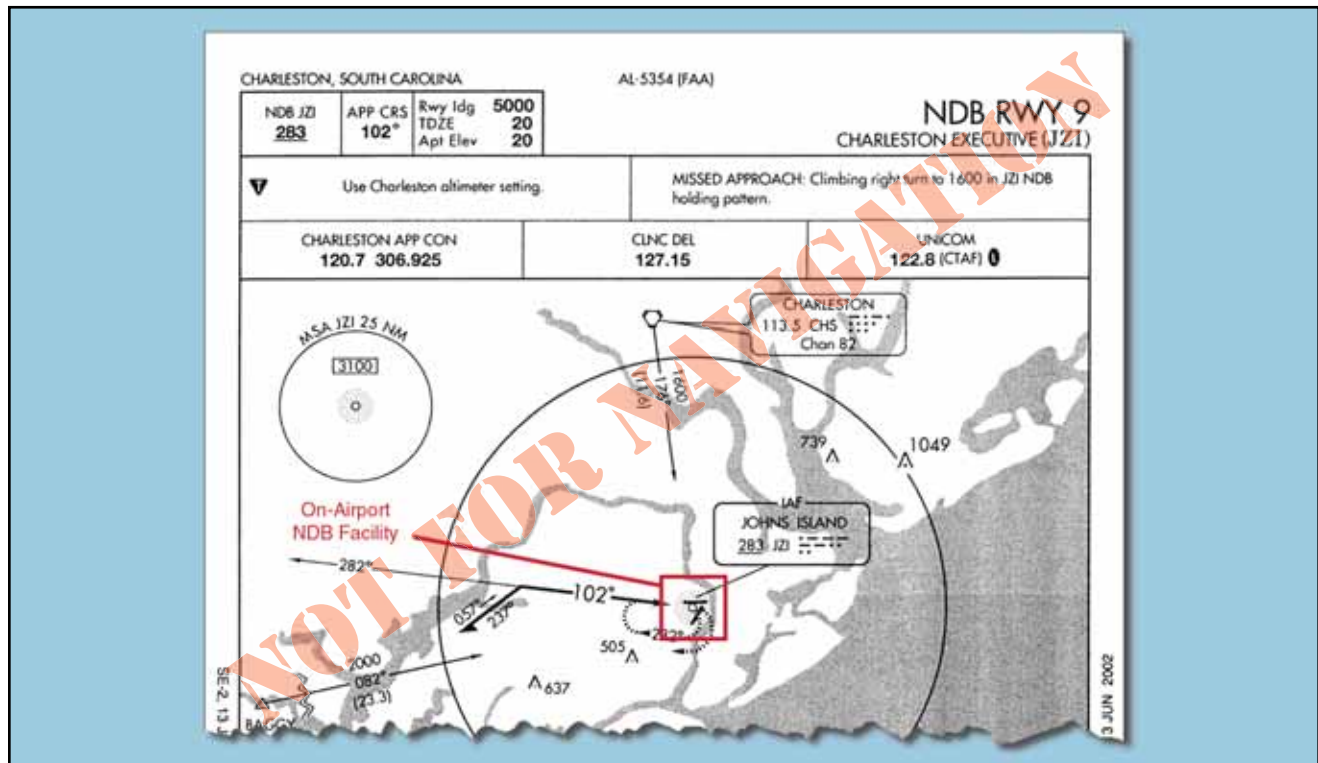 CHARLESTON, SOUTH CAROLINA
AL-5354 (FAA)
NDB RWY 9
CHARLESTON EXECUTIVE (JZI)
NDB JZI
283
APP CRS
102°
Rwy ldg 5000
TDZE 20
Apt Elev 20
T
Use Charleston altimeter setting.
MISSED APPROACH: Climbing right turn to 1600 in JZI NDB
holding pattern.
CHARLESTON APP CON
120.7 306.925
CLNC DEL
127.15
UNICOM
122.8 (CTAF) L
MSA JZI 25 NM
3100
CHARLESTON
113.5 CHS
Chan 82
1600
176°
(11.6)
739
1049
On-Airport
NDB Facility
IAF
JOHNS ISLAND
283 JZI
282°
102°
057°
237°
505
637
2000
082°
(23.3)
BAGGY
NOT FOR NAVIGATION
3 JUN 2002